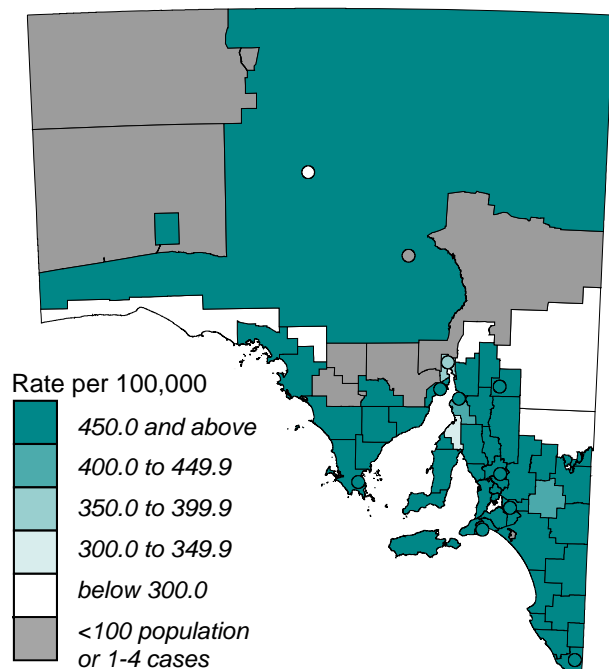 Rate per 100,000
450.0 and above
400.0 to 449.9
350.0 to 399.9
300.0 to 349.9
below 300.0
<100 population
or 1-4 cases